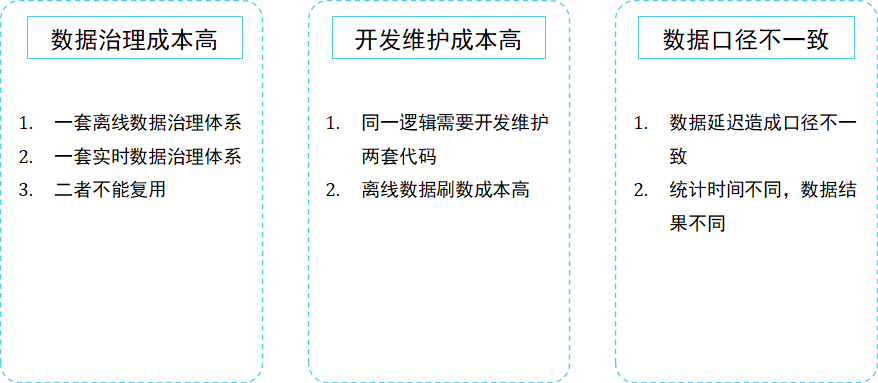 数据治理成本高
1. 一套离线数据治理体系
2. 一套实时数据治理体系
3. 二者不能复用
开发维护成本高
1. 同一逻辑需要开发维护
两套代码
2. 离线数据刷数成本高
数据口径不一致
1. 数据延迟造成口径不一
致
2. 统计时间不同，数据结
果不同